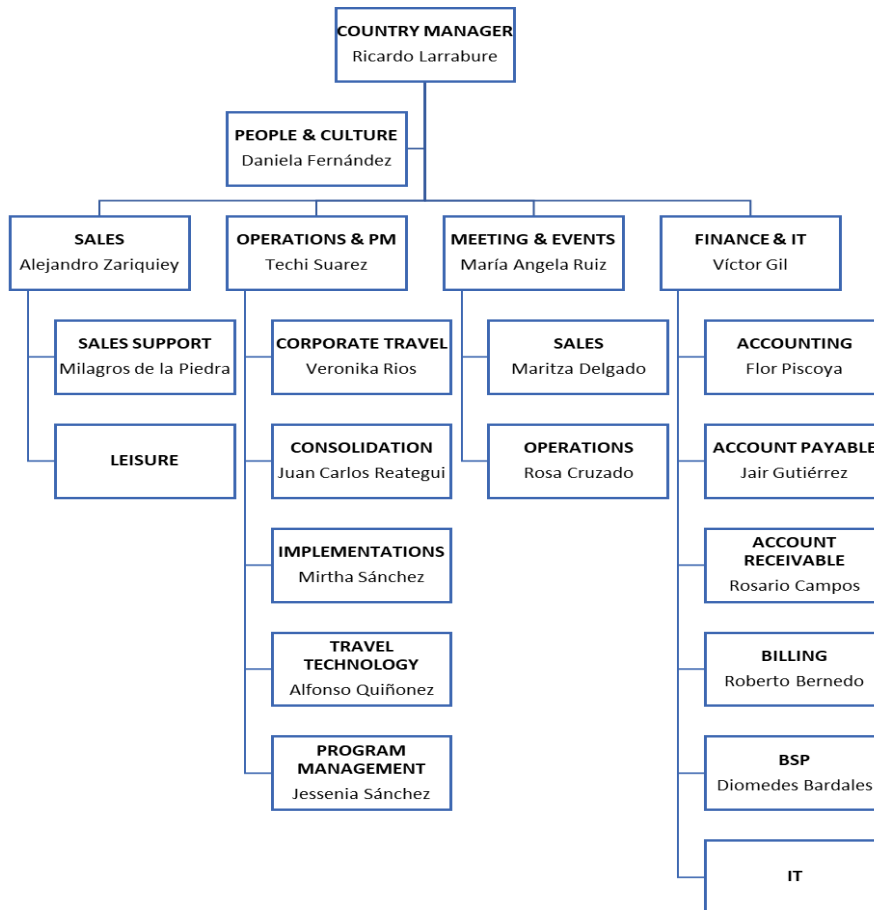 COUNTRY MANAGER
Ricardo Larrabure
PEOPLE & CULTURE
Daniela Fernández
SALES
Alejandro Zariquiey
OPERATIONS & PM
Techi Suarez
MEETING & EVENTS
María Angela Ruiz
FINANCE & IT
Víctor Gil
SALES SUPPORT
Milagros de la Piedra
LEISURE
CORPORATE TRAVEL
Veronika Rios
CONSOLIDATION
Juan Carlos Reategui
IMPLEMENTATIONS
Mirtha Sánchez
TRAVEL
TECHNOLOGY
Alfonso Quiñonez
PROGRAM
MANAGEMENT
Jessenia Sánchez
SALES
Maritza Delgado
OPERATIONS
Rosa Cruzado
ACCOUNTING
Flor Piscoya
ACCOUNT PAYABLE
Jair Gutiérrez
ACCOUNT
RECEIVABLE
Rosario Campos
BILLING
Roberto Bernedo
BSP
Diomedes Bardales
IT